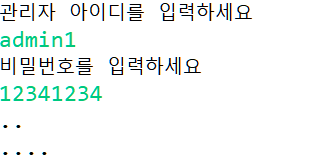 관리자 아이디를 입력하세요
admin1
비밀번호를 입력하세요
12341234
..
....